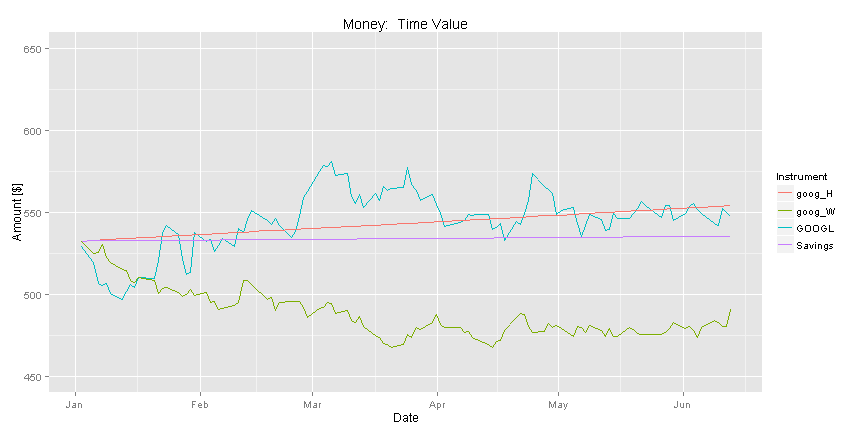 Money:  Time Value
Amount [$]
650
600
550
500
450
Jan Feb Mar Apr May Jun
Date
Instrument
goog_H
goog_W
GOOGL
Savings